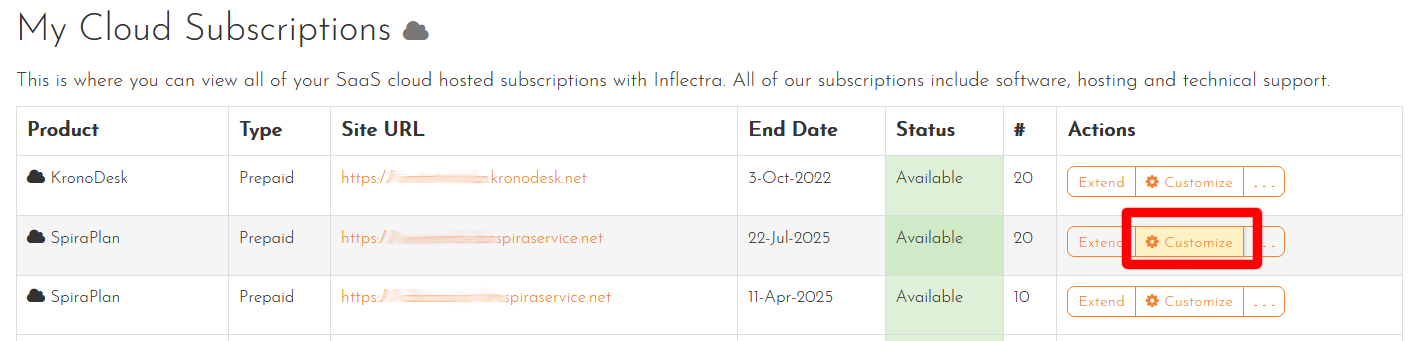 My Cloud Subscriptions
This is where you can view all of your SaaS cloud hosted subscriptions with Inflectra. All of our subscriptions include software, hosting and technical support.
Product Type Site URL End Date Status # Actions
KronoDesk Prepaid https:/ .kronodesk.net 3-Oct-2022 Available 20 Extend Customize ...
SpiraPlan Prepaid https:/ spiraservice.net 22-Jul-2025 Available 20 Extend Customize ..
SpiraPlan Prepaid https:/ spiraservice.net 11-Apr-2025 Available 10 Extend Customize ...